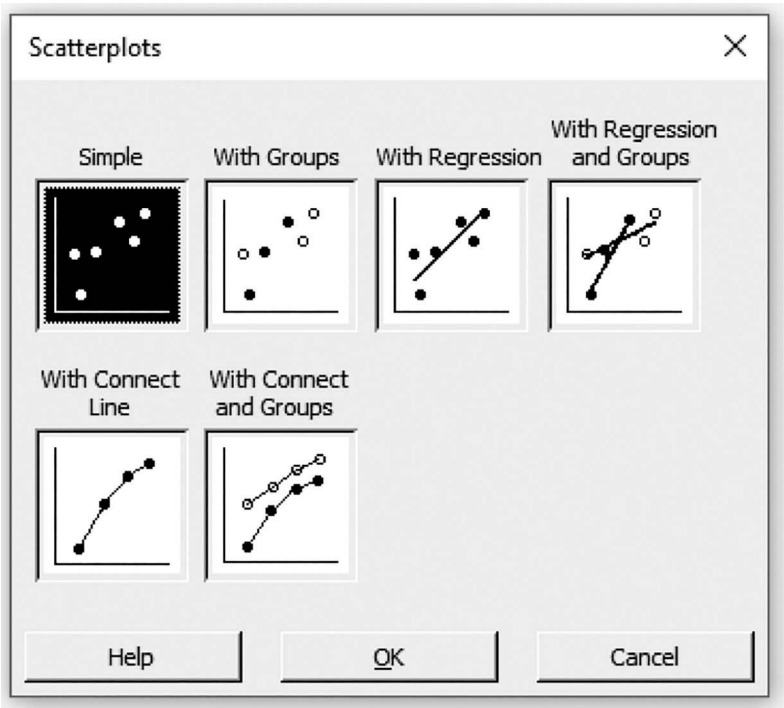 Scatterplots
Simple
With Groups
With Regression
With Regression
and Groups
With Connect
Line
With Connect
and Groups
Help
OK
Cancel